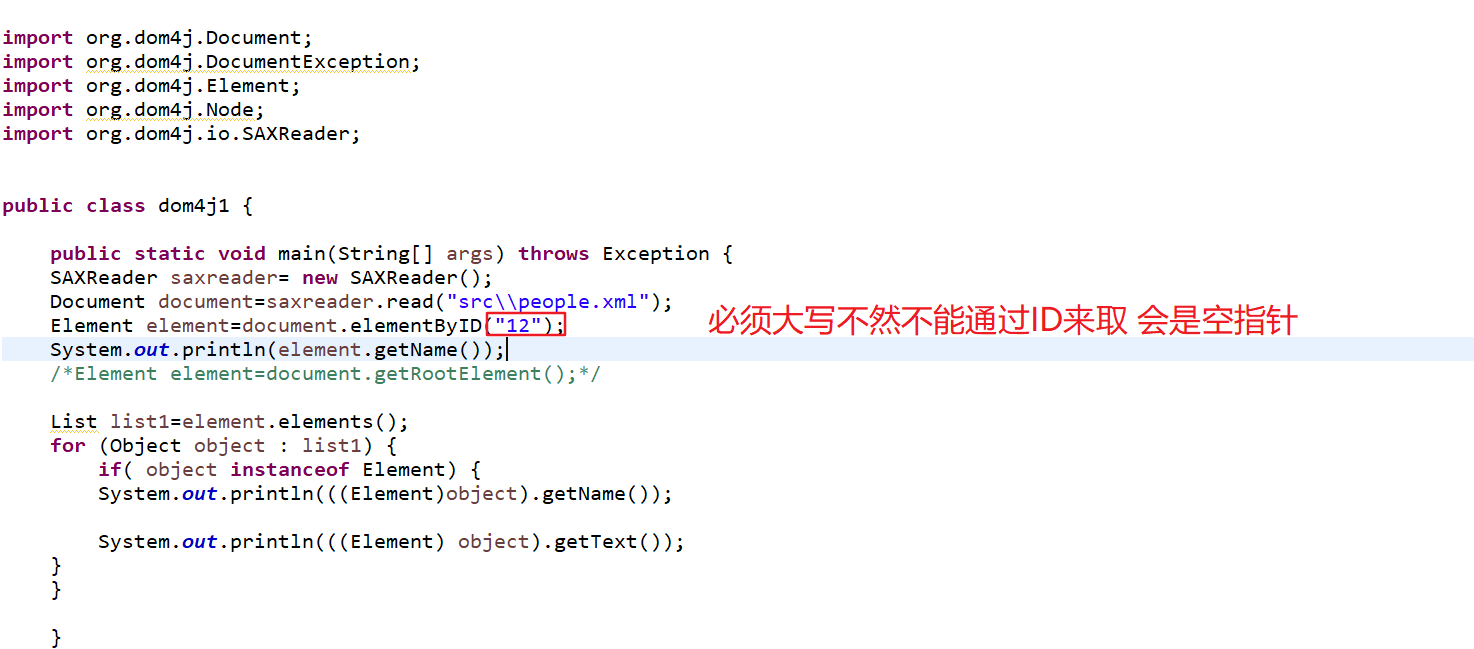 import org.dom4j.Document;
import org.dom4j.DocumentException;
import org.dom4j.Element;
import org.dom4j.Node;
import org.dom4j.io.SAXReader;
public class dom4j1 {
public static void main(String[] args) throws Exception {
SAXReader saxreader= new SAXReader();
Document document=saxreader.read("src\\people.xml");
Element element=document.elementByID("12");
必须大写不然不能通过ID来取 会是空指针
System.out.println(element.getName());
/*Element element=document.getRootElement();*/
List list1=element.elements();
for (Object object : list1) {
if( object instanceof Element) {
System.out.println(((Element)object).getName());
System.out.println(((Element) object).getText());
}
}
}